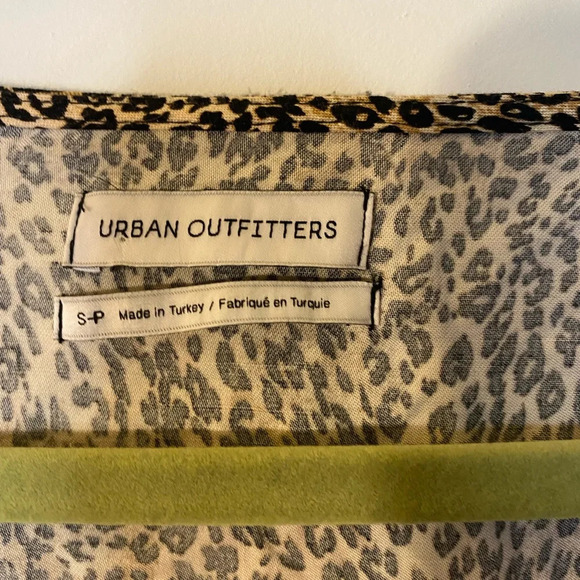 URBAN OUTFITTERS
S-P Made in Turkey / Fabriqué en Turquie